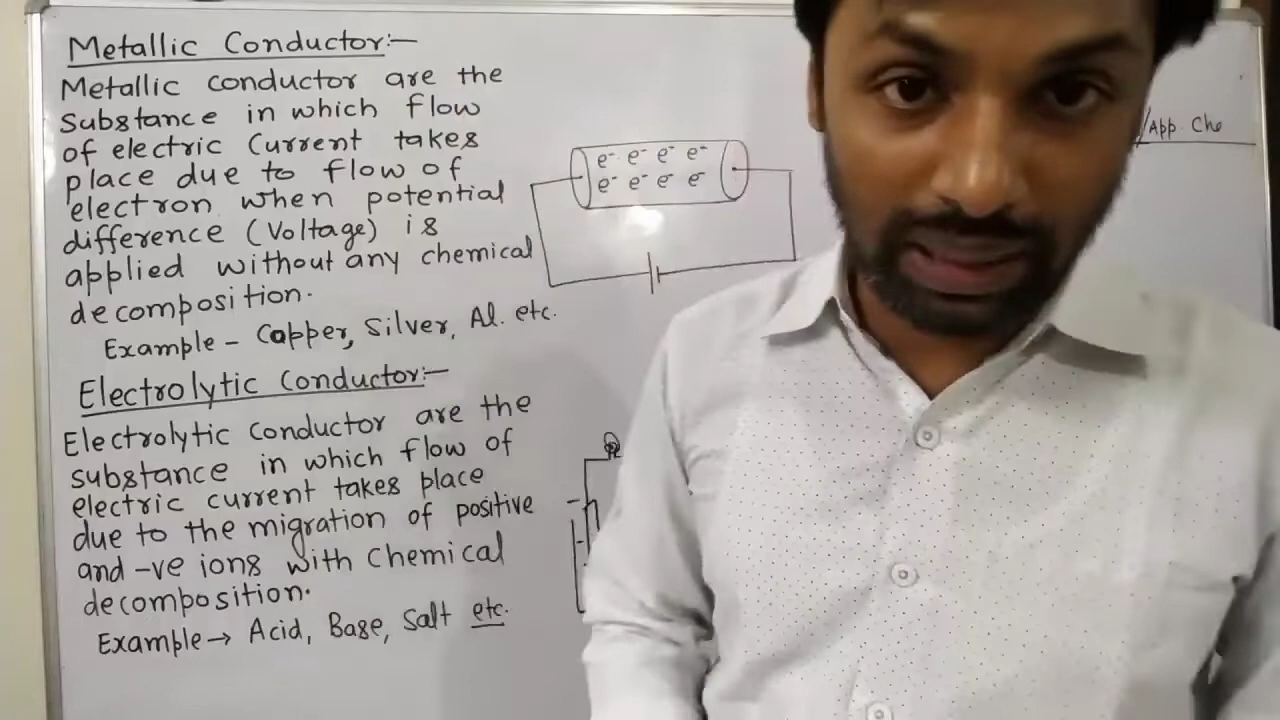 Metallic Conductor:-
Metallic conductor are the
substance in which flow
of electric current takes
place due to flow of
electron when potential
difference (voltage) is
applied without any chemical
decomposition.
Example - Copper, Silver, Al. etc.
Electrolytic Conductor:-
Electrolytic conductor are the
substance in which flow of
electric current takes place
due to the migration of positive
and -ve ions with chemical
decomposition.
Example → Acid, Base, Salt etc.
e⁻ e⁻ e⁻ e⁻
e⁻ e⁻ e⁻ e⁻
/App. Che